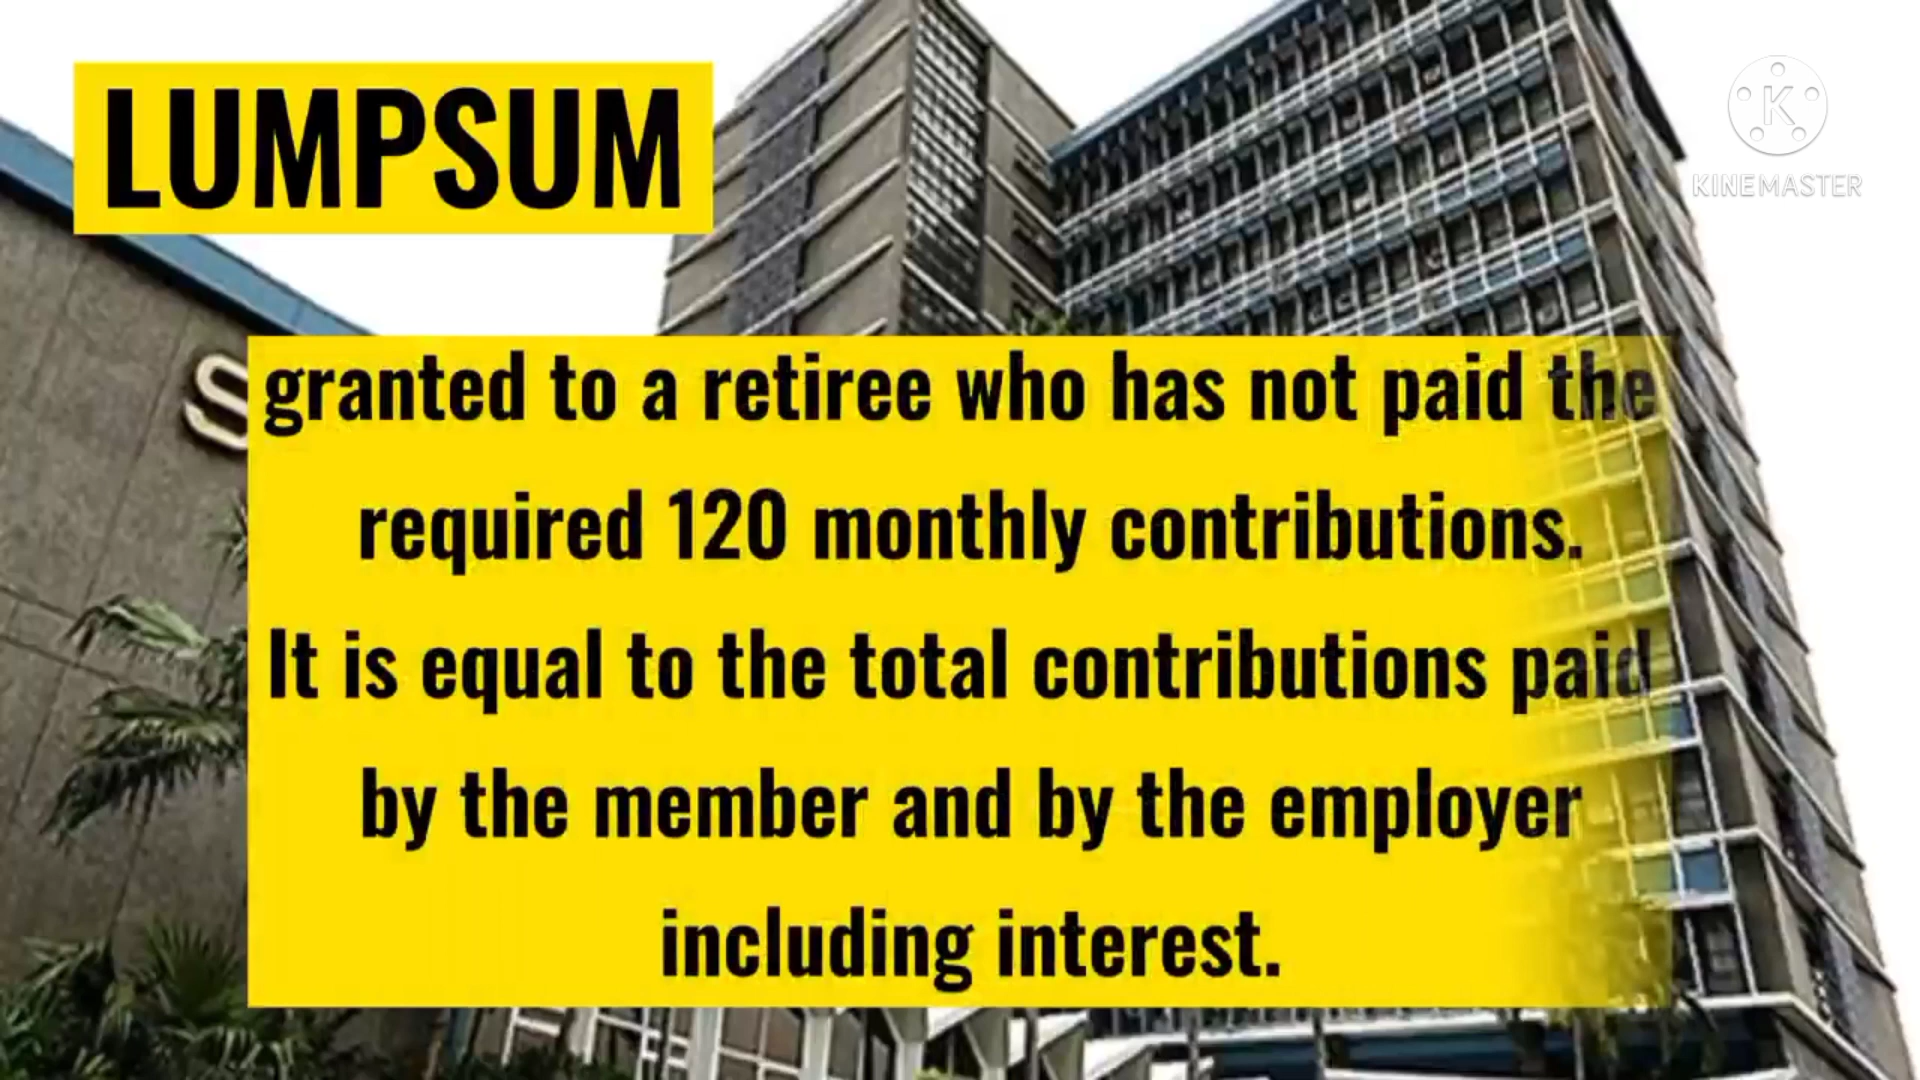 LUMPSUM
KINEMASTER
granted to a retiree who has not paid the
required 120 monthly contributions.
It is equal to the total contributions paid
by the member and by the employer
including interest.